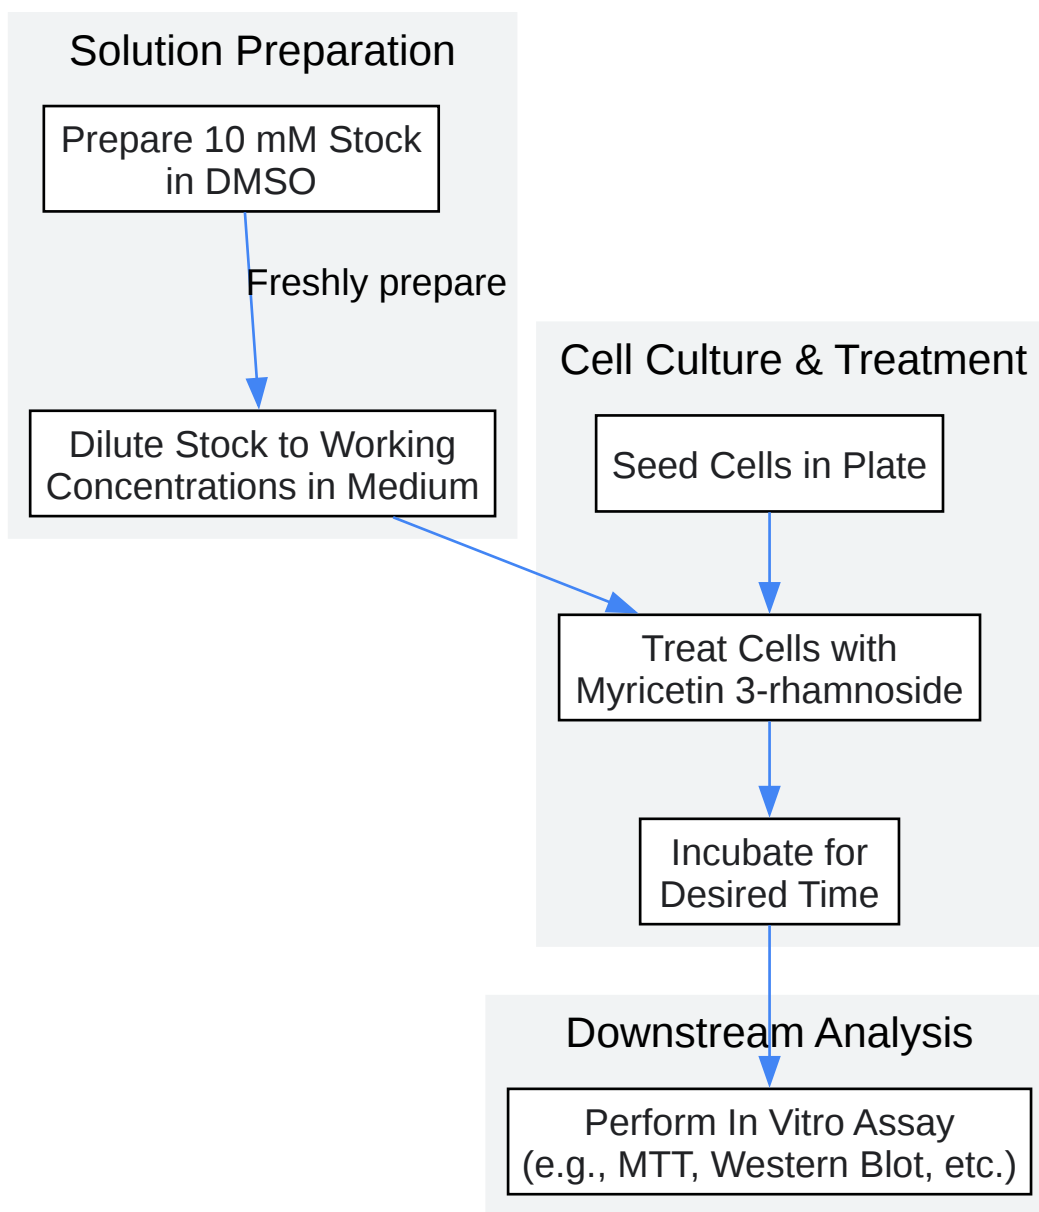 Solution Preparation
Prepare 10 mM Stock
in DMSO
Freshly prepare
Dilute Stock to Working
Concentrations in Medium
Cell Culture & Treatment
Seed Cells in Plate
Treat Cells with
Myricetin 3-rhamnoside
Incubate for
Desired Time
Downstream Analysis
Perform In Vitro Assay
(e.g., MTT, Western Blot, etc.)